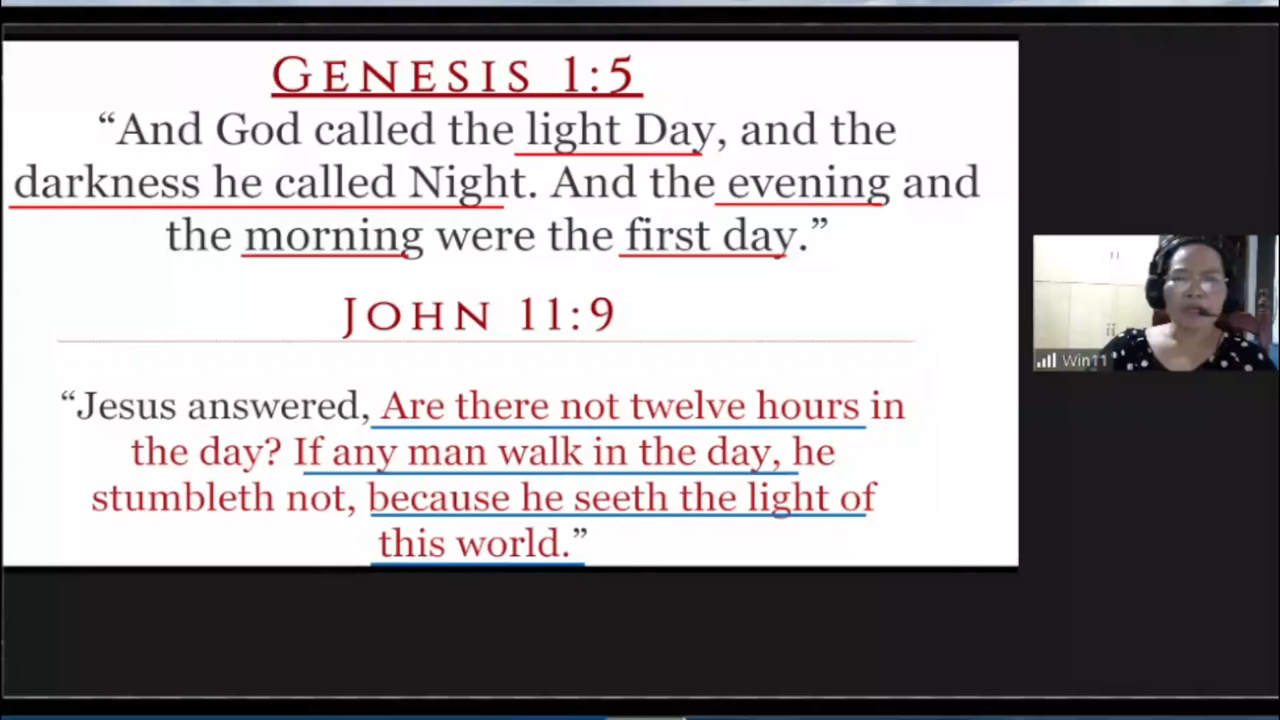 GENESIS 1:5
“And God called the light Day, and the
darkness he called Night. And the evening and
the morning were the first day.”
JOHN 11:9
“Jesus answered, Are there not twelve hours in
the day? If any man walk in the day, he
stumbleth not, because he seeth the light of
this world.”
Win11